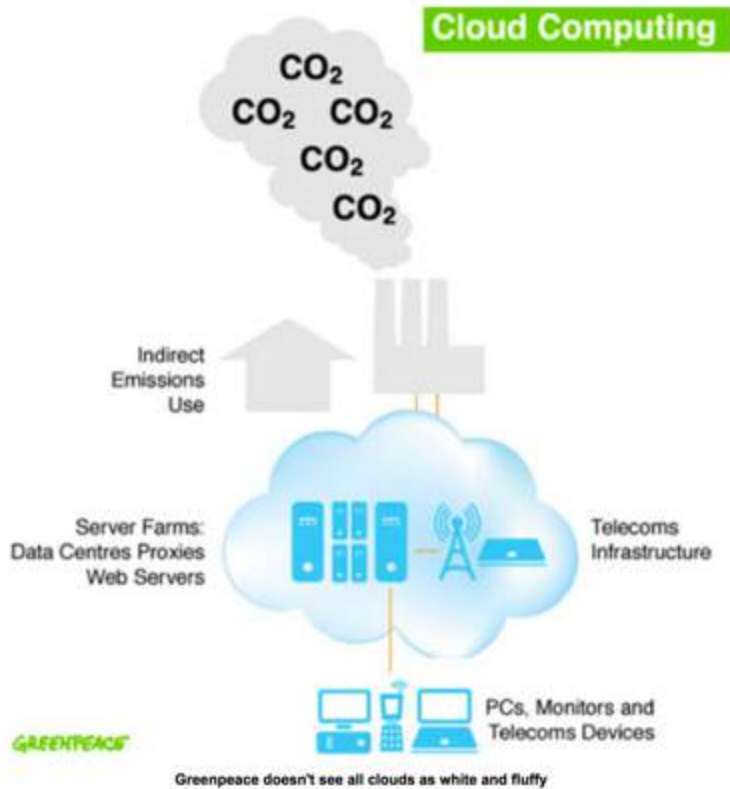 Cloud Computing
CO₂
CO₂ CO₂
CO₂
CO₂
Indirect
Emissions
Use
Server Farms:
Data Centres Proxies
Web Servers
Telecoms
Infrastructure
PCs, Monitors and
Telecoms Devices
GREENPEACE
Greenpeace doesn't see all clouds as white and fluffy